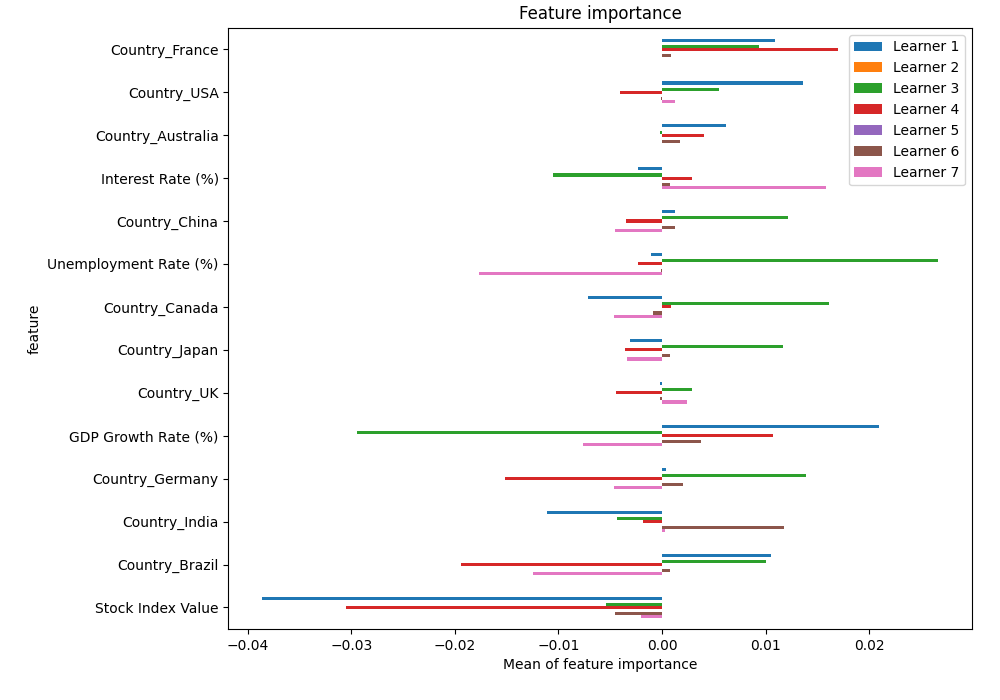 Feature importance
Country_France
Country_USA
Country_Australia
Interest Rate (%)
Country_China
Unemployment Rate (%)
Country_Canada
Country_Japan
Country_UK
GDP Growth Rate (%)
Country_Germany
Country_India
Country_Brazil
Stock Index Value
feature
Learner 1
Learner 2
Learner 3
Learner 4
Learner 5
Learner 6
Learner 7
−0.04 −0.03 −0.02 −0.01 0.00 0.01 0.02
Mean of feature importance